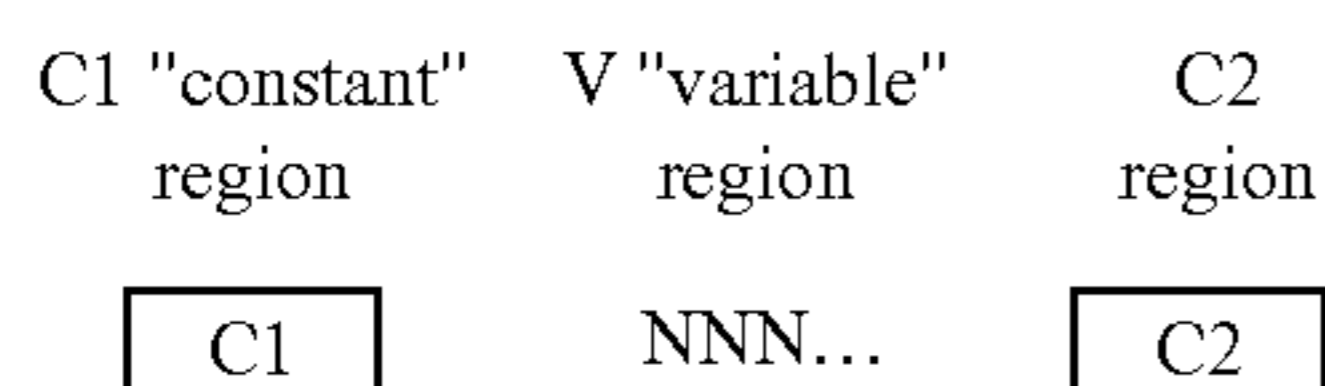 C1 "constant" V "variable" C2
region region region
C1 NNN... C2